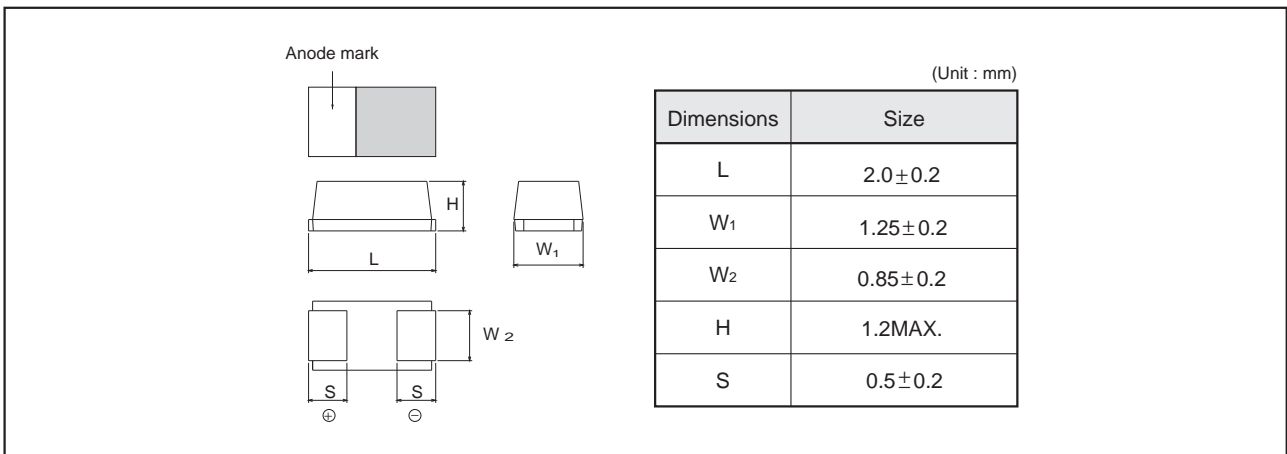 Anode mark
H
L
W₁
W ₂
S
S
⊕
⊖
(Unit : mm)
Dimensions Size
L 2.0±0.2
W₁ 1.25±0.2
W₂ 0.85±0.2
H 1.2MAX.
S 0.5±0.2